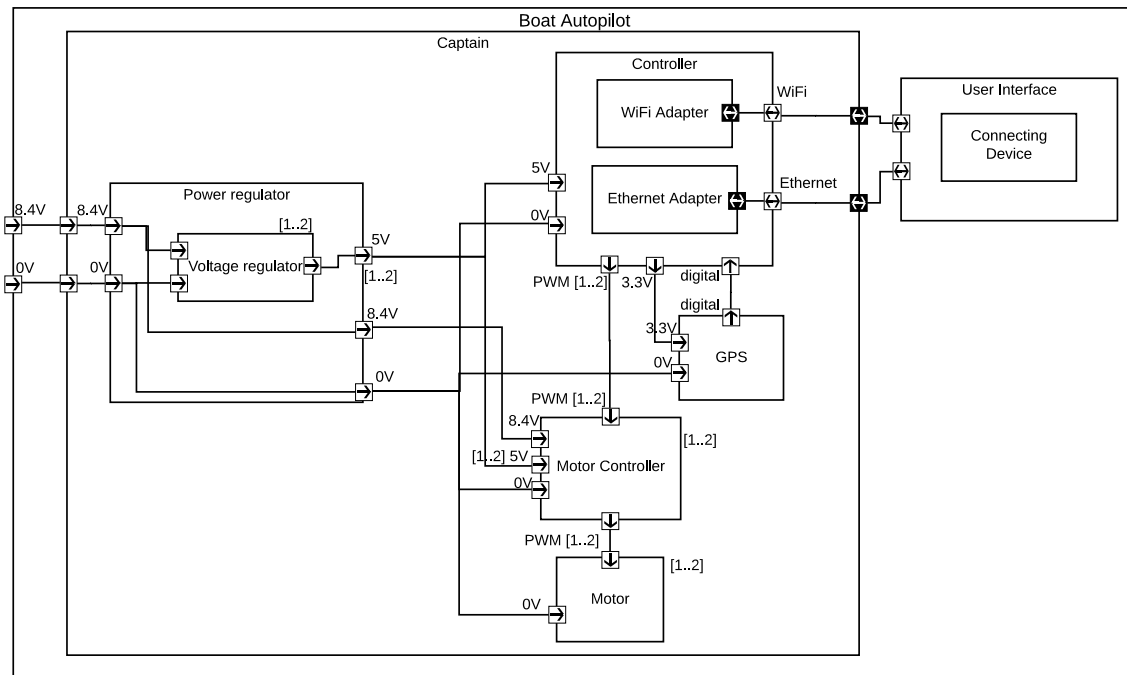 Boat Autopilot
Captain
Controller
WiFi Adapter
WiFi
User Interface
Connecting
Device
5V
Ethernet Adapter
Ethernet
0V
Power regulator
8.4V
8.4V
[1..2]
Voltage regulator
5V
[1..2]
0V
0V
8.4V
0V
PWM [1..2]
3.3V
digital
digital
3.3V
0V
GPS
PWM [1..2]
8.4V
[1..2] 5V
0V
Motor Controller
[1..2]
PWM [1..2]
[1..2]
0V
Motor